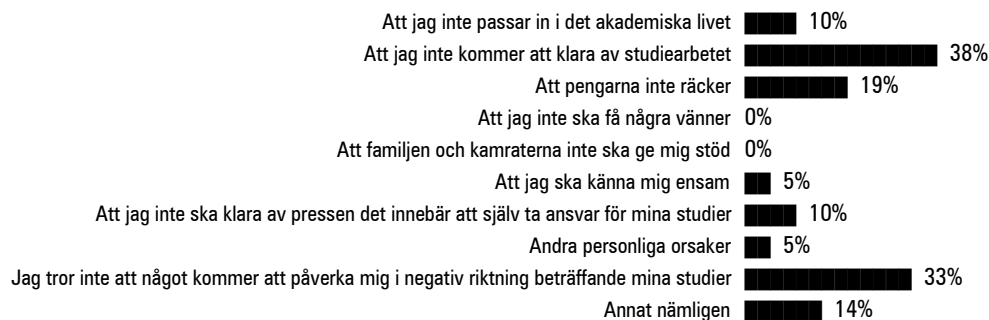 Att jag inte passar in i det akademiska livet 10%
Att jag inte kommer att klara av studiearbetet 38%
Att pengarna inte räcker 19%
Att jag inte ska få några vänner 0%
Att familjen och kamraterna inte ska ge mig stöd 0%
Att jag ska känna mig ensam 5%
Att jag inte ska klara av pressen det innebär att själv ta ansvar för mina studier 10%
Andra personliga orsaker 5%
Jag tror inte att något kommer att påverka mig i negativ riktning beträffande mina studier 33%
Annat nämligen 14%